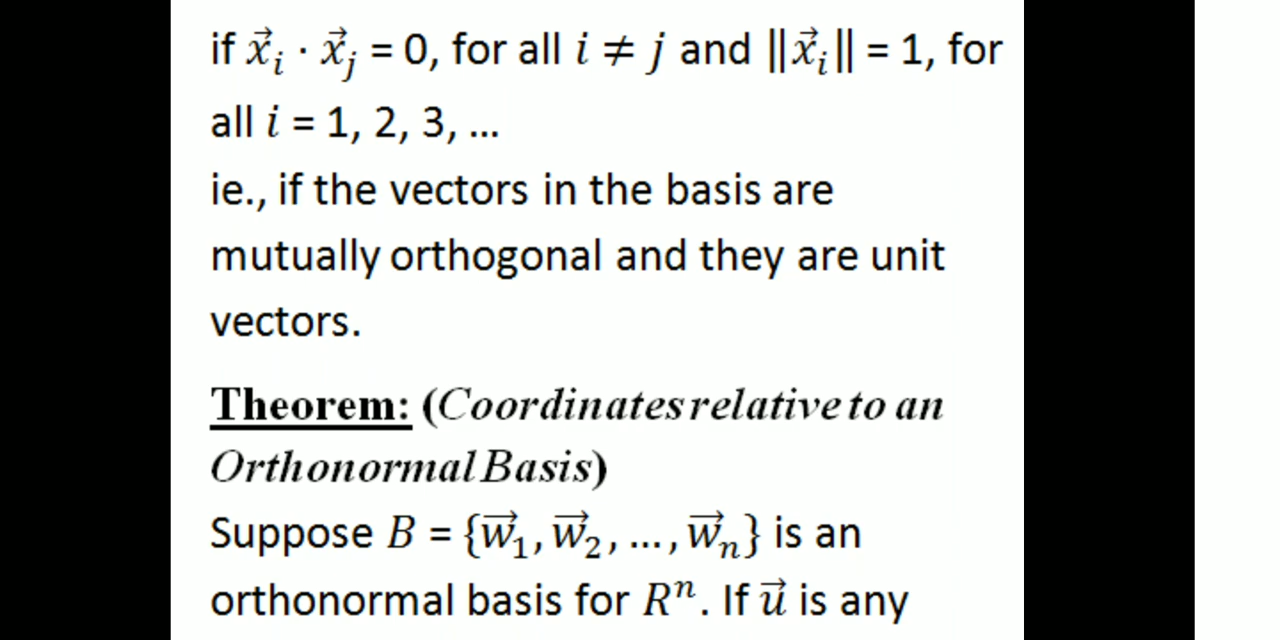 if x⃗ᵢ · x⃗ⱼ = 0, for all i ≠ j and ||x⃗ᵢ|| = 1, for
all i = 1, 2, 3, ...
ie., if the vectors in the basis are
mutually orthogonal and they are unit
vectors.
Theorem: (Coordinates relative to an
Orthonormal Basis)
Suppose B = {w⃗₁, w⃗₂, ..., w⃗ₙ} is an
orthonormal basis for Rⁿ. If u⃗ is any